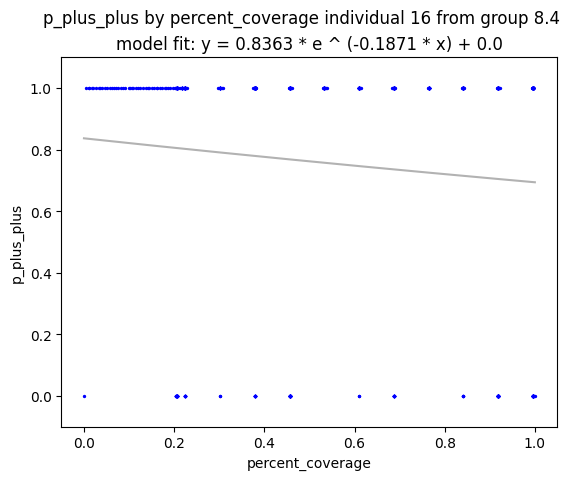 p_plus_plus by percent_coverage individual 16 from group 8.4
model fit: y = 0.8363 * e ^ (-0.1871 * x) + 0.0
1.0
0.8
0.6
0.4
0.2
0.0
p_plus_plus
0.0 0.2 0.4 0.6 0.8 1.0
percent_coverage